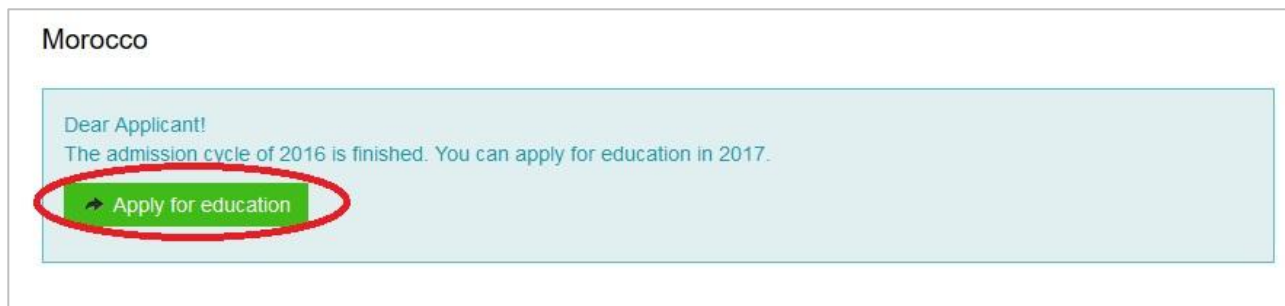 Morocco
Dear Applicant!
The admission cycle of 2016 is finished. You can apply for education in 2017.
Apply for education